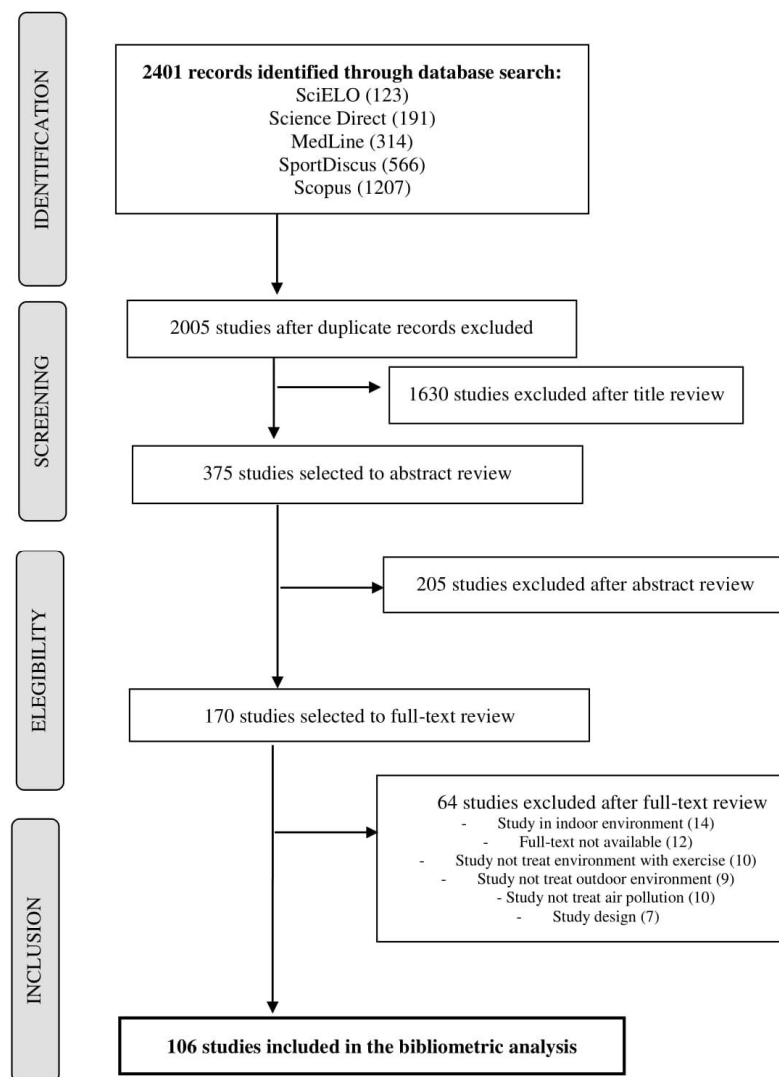 IDENTIFICATION
2401 records identified through database search:
SciELO (123)
Science Direct (191)
MedLine (314)
SportDiscus (566)
Scopus (1207)
SCREENING
2005 studies after duplicate records excluded
1630 studies excluded after title review
375 studies selected to abstract review
ELEGIBILITY
205 studies excluded after abstract review
170 studies selected to full-text review
INCLUSION
64 studies excluded after full-text review
- Study in indoor environment (14)
- Full-text not available (12)
- Study not treat environment with exercise (10)
- Study not treat outdoor environment (9)
- Study not treat air pollution (10)
- Study design (7)
106 studies included in the bibliometric analysis